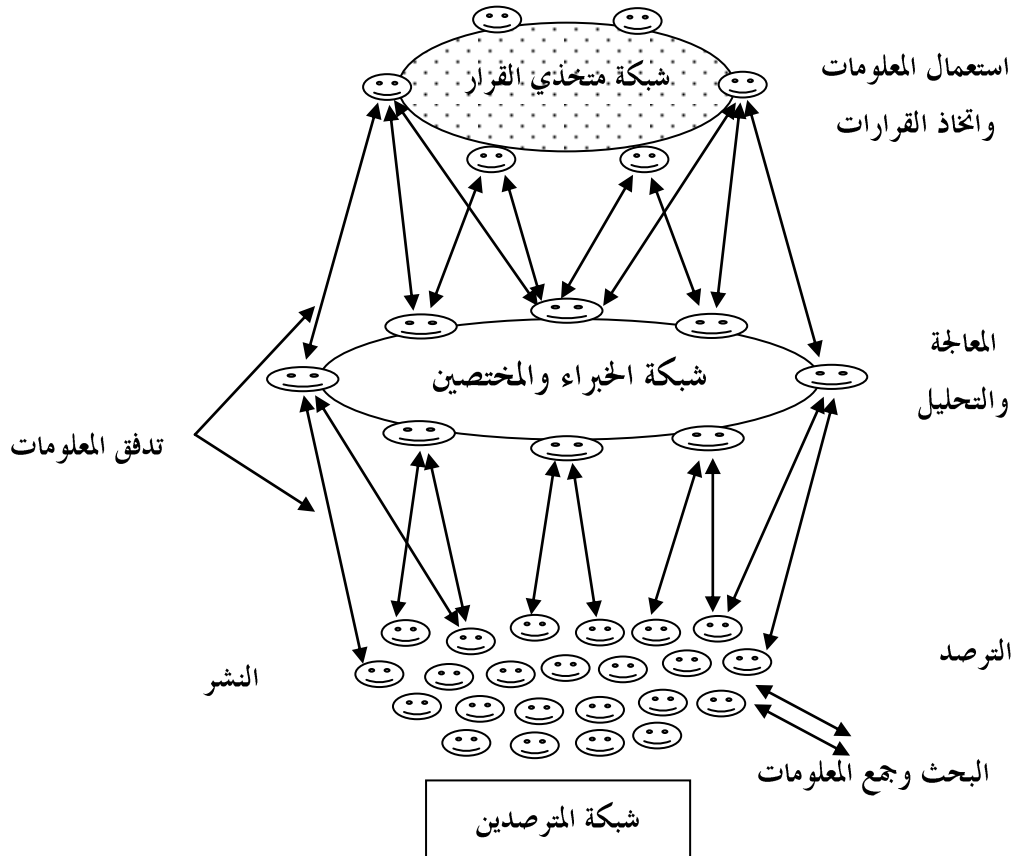 شبكة متخذي القرار
استعمال المعلومات
واتخاذ القرارات
شبكة الخبراء والمختصين
المعالجة
والتحليل
تدفق المعلومات
الترصد
النشر
البحث وجمع المعلومات
شبكة المترصدين